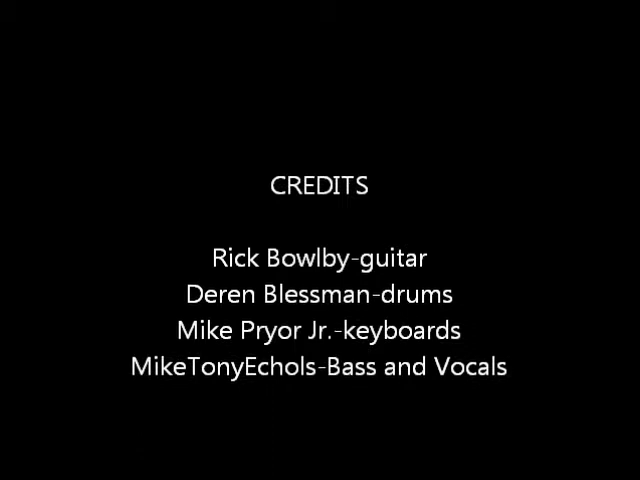 CREDITS
Rick Bowlby-guitar
Deren Blessman-drums
Mike Pryor Jr.-keyboards
MikeTonyEchols-Bass and Vocals